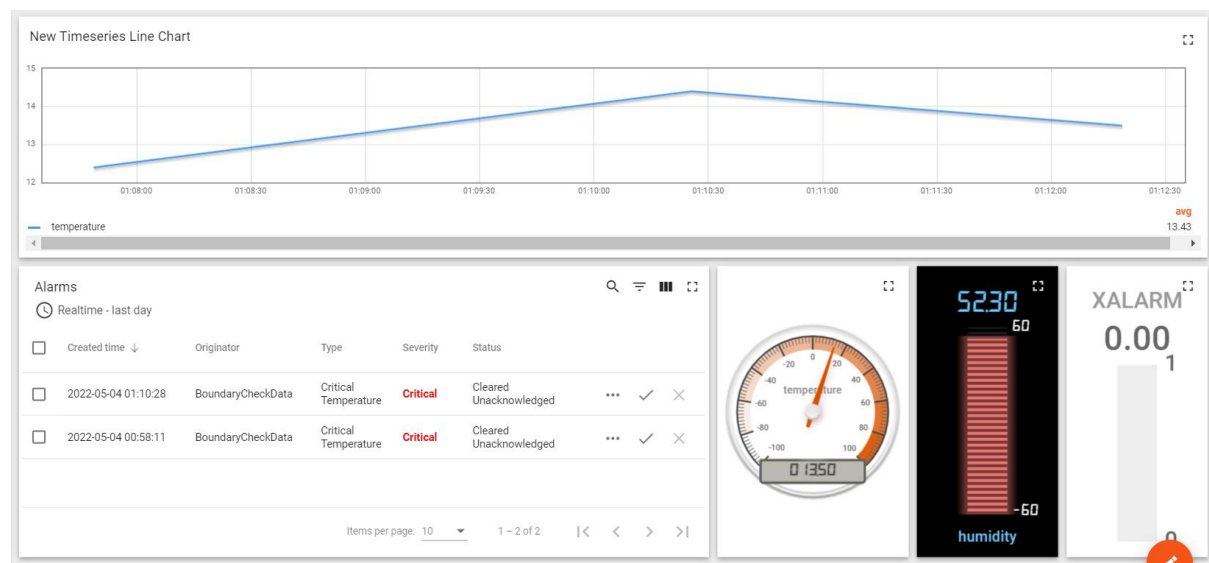 New Timeseries Line Chart
15
14
13
12
01:08:00 01:08:30 01:09:00 01:09:30 01:10:00 01:10:30 01:11:00 01:11:30 01:12:00 01:12:30
avg
temperature 13.43
Alarms
Realtime - last day
Created time ↓ Originator Type Severity Status
2022-05-04 01:10:28 BoundaryCheckData Critical Temperature Critical Cleared Unacknowledged
2022-05-04 00:58:11 BoundaryCheckData Critical Temperature Critical Cleared Unacknowledged
Items per page: 10 1 – 2 of 2
-100 -80 -60 -40 -20 0 20 40 60 80 100
temperature
013.50
52.30
60
-60
humidity
XALARM
0.00
1
0